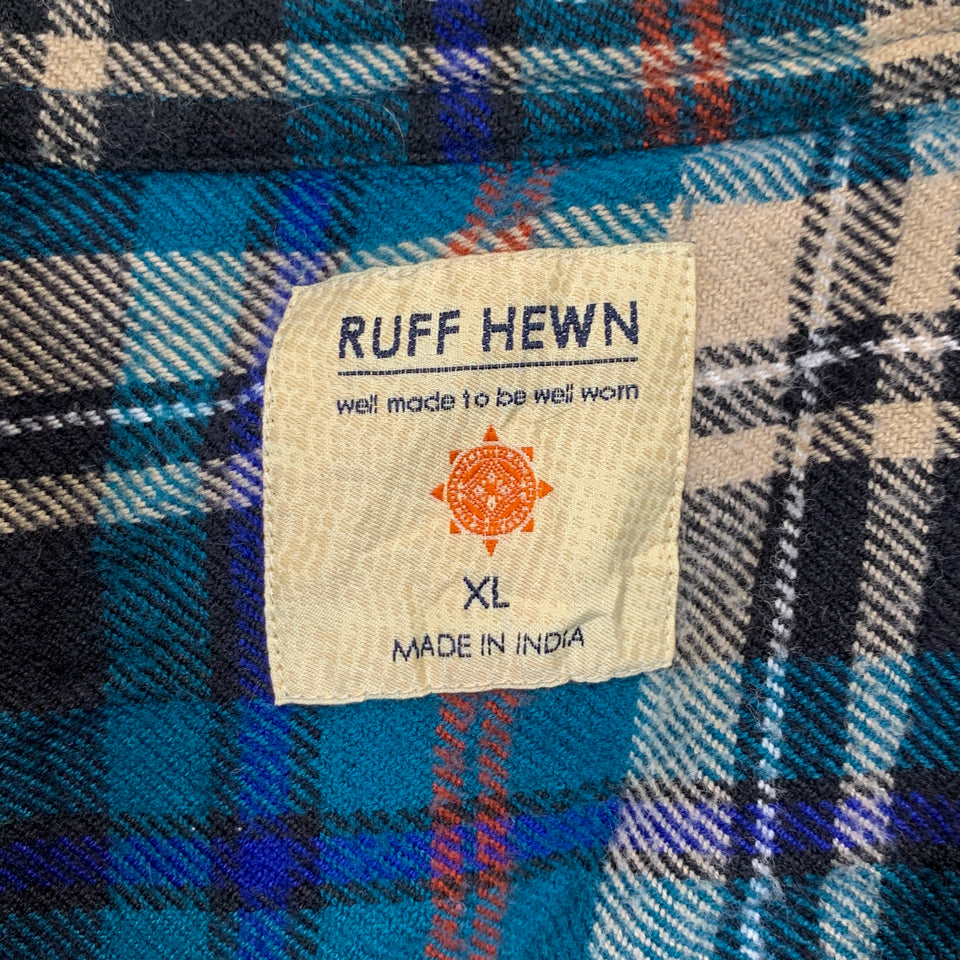 RUFF HEWN
well made to be well worn
XL
MADE IN INDIA